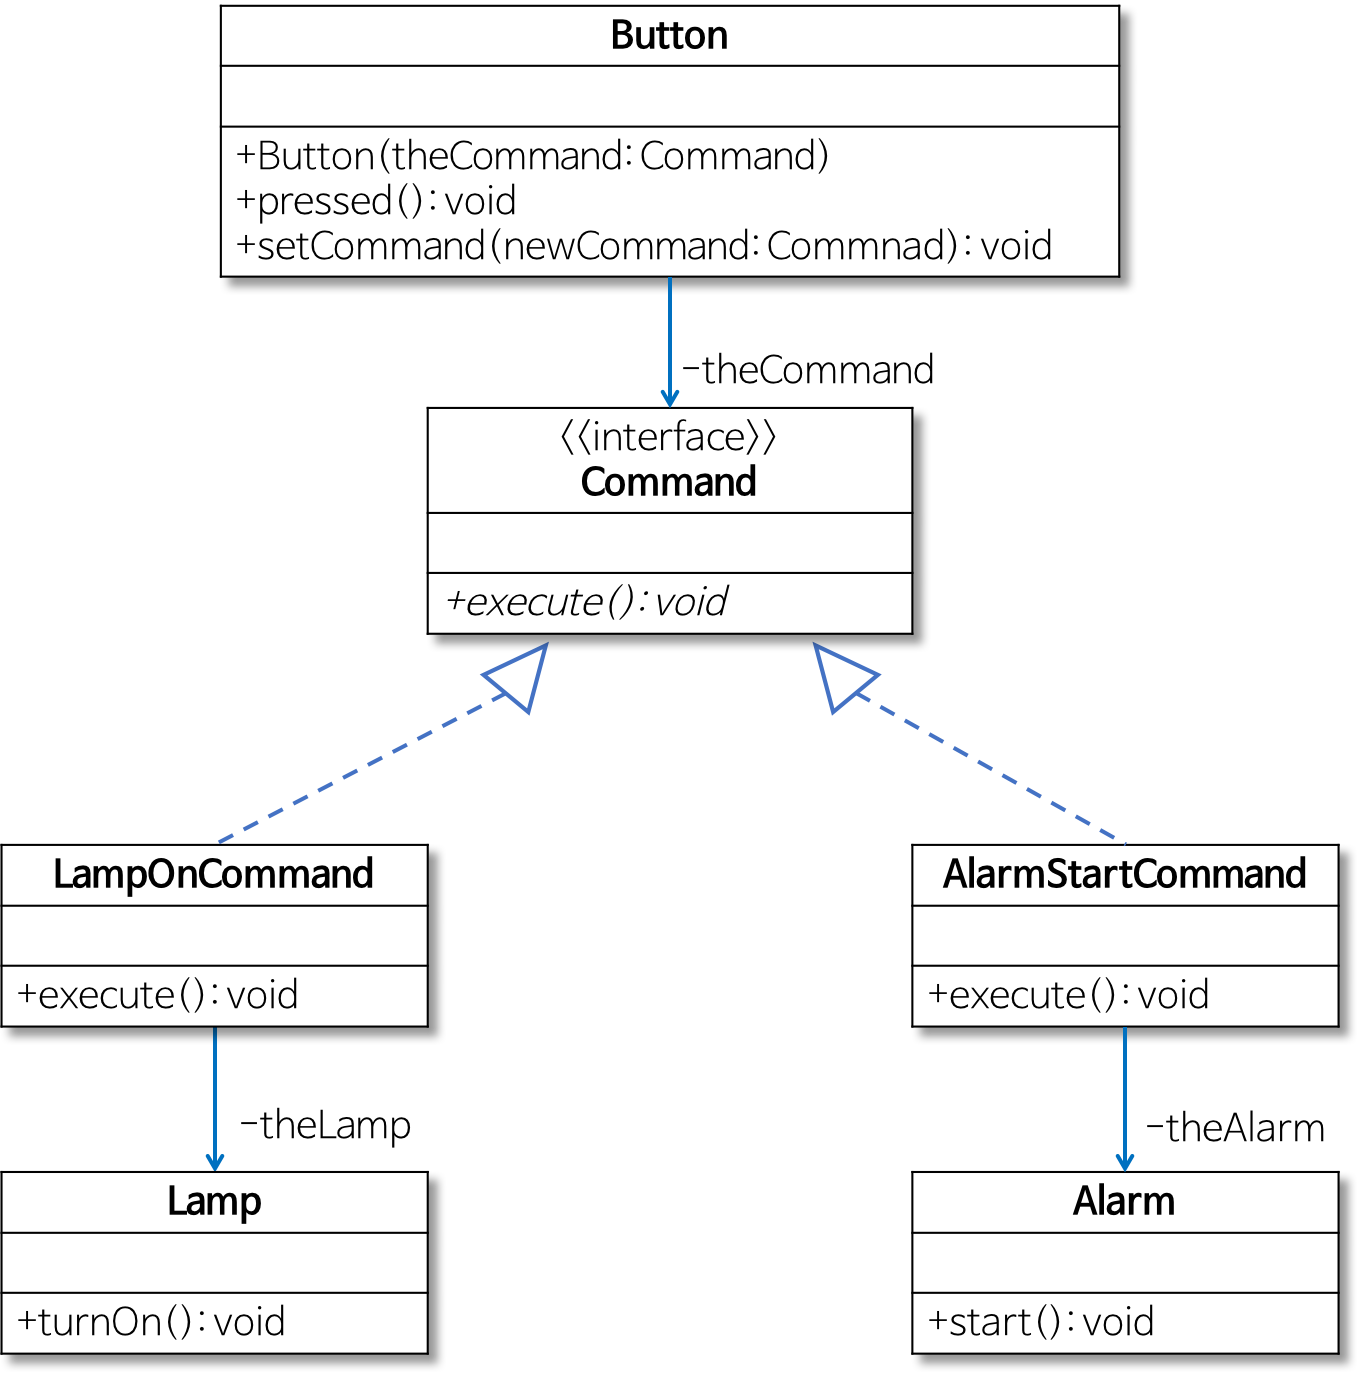 Button
+Button(theCommand: Command)
+pressed(): void
+setCommand(newCommand: Commnad): void
-theCommand
<<interface>>
Command
+execute(): void
LampOnCommand
+execute(): void
AlarmStartCommand
+execute(): void
-theLamp
-theAlarm
Lamp
+turnOn(): void
Alarm
+start(): void